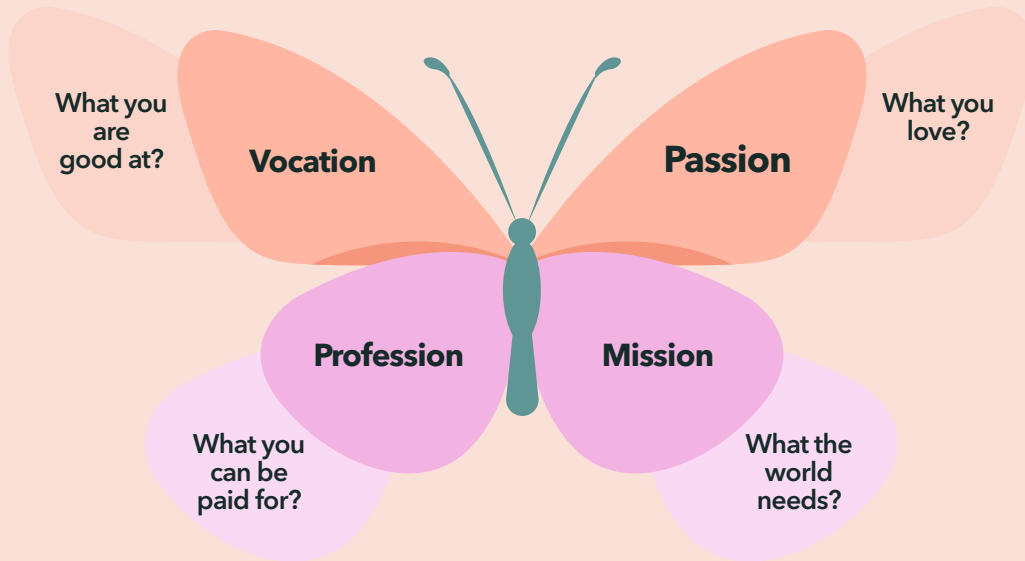 What you
are
good at?
Vocation
Passion
What you
love?
Profession
Mission
What you
can be
paid for?
What the
world
needs?